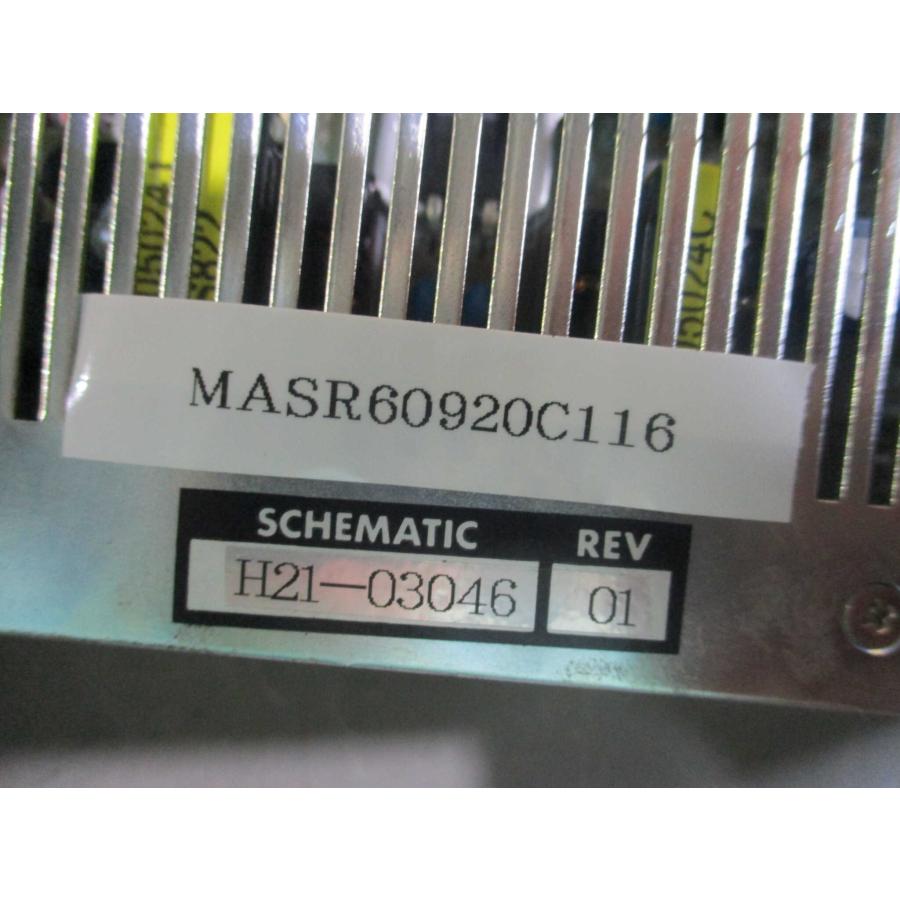 MASR60920C116
SCHEMATIC
REV
H21-03046
01